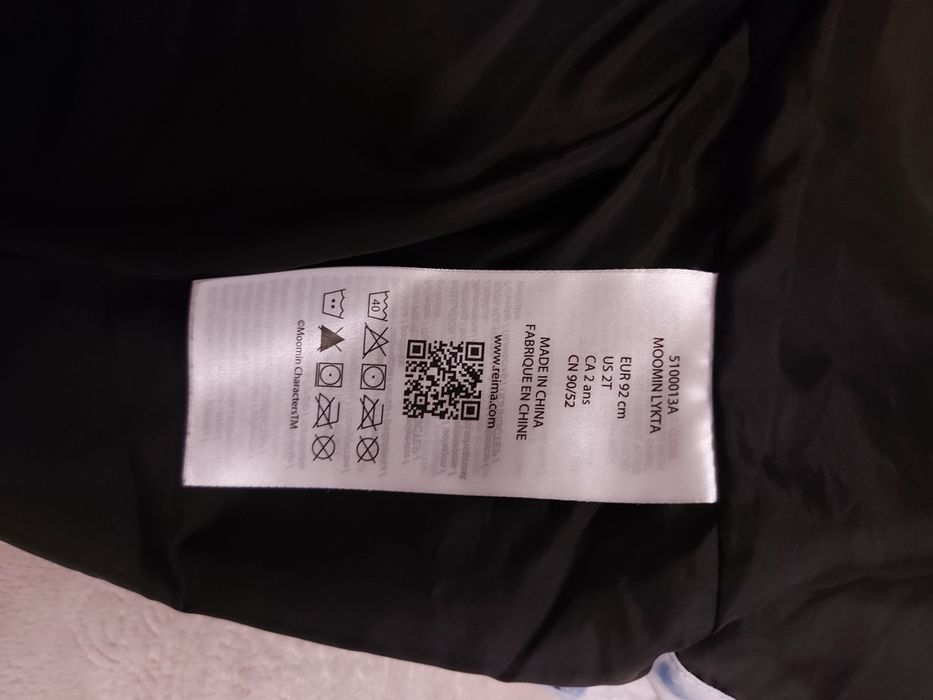 5100013A
MOOMIN LYKTA
EUR 92 cm
US 2T
CA 2 ans
CN 90/52
MADE IN CHINA
FABRIQUE EN CHINE
www.reima.com
40
©Moomin CharactersTM